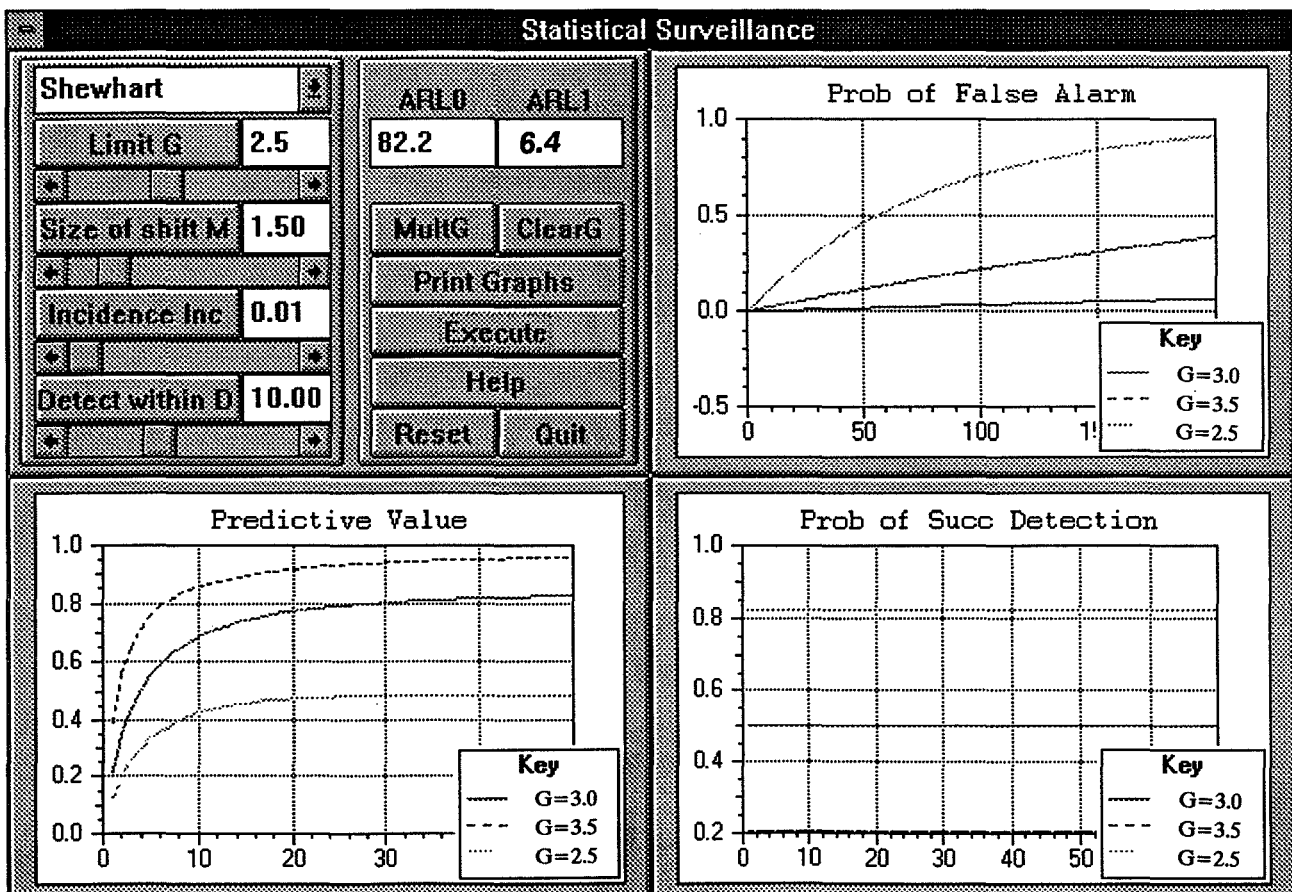 Statistical Surveillance
Shewhart
Limit G 2.5
Size of shift M 1.50
Incidence Inc 0.01
Detect within D 10.00
ARL0 ARL1
82.2 6.4
MultG ClearG
Print Graphs
Execute
Help
Reset Quit
Prob of False Alarm
1.0
0.5
0.0
-0.5
0 50 100
Key
G=3.0
G=3.5
G=2.5
Predictive Value
1.0
0.8
0.6
0.4
0.2
0.0
0 10 20 30
Key
G=3.0
G=3.5
G=2.5
Prob of Succ Detection
1.0
0.8
0.6
0.4
0.2
0 10 20 30 40 50
Key
G=3.0
G=3.5
G=2.5